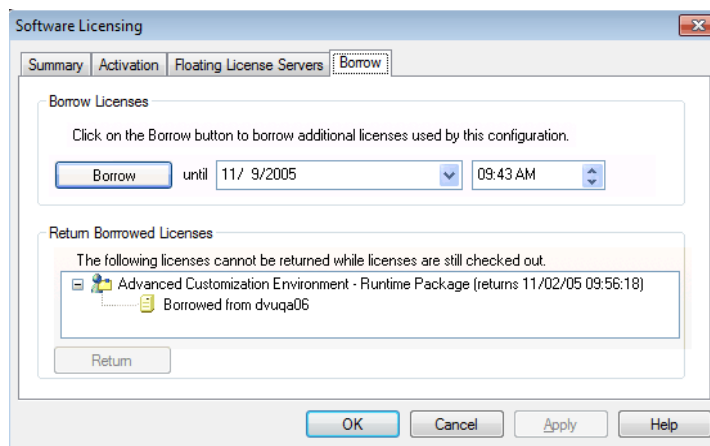 Software Licensing
Summary Activation Floating License Servers Borrow
Borrow Licenses
Click on the Borrow button to borrow additional licenses used by this configuration.
Borrow until 11/ 9/2005 09:43 AM
Return Borrrowed Licenses
The following licenses cannot be returned while licenses are still checked out.
Advanced Customization Environment - Runtime Package (returns 11/02/05 09:56:18)
Borrowed from dvuqa06
Return
OK Cancel Apply Help